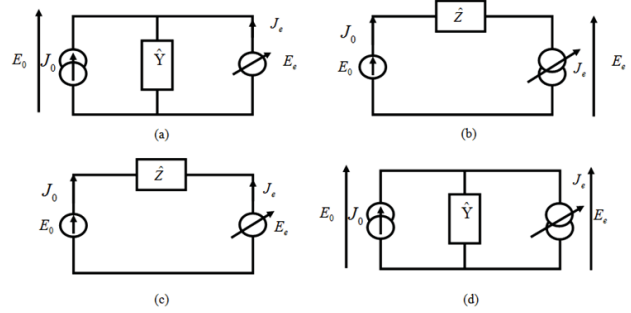 E₀ J₀ Ŷ Jₑ Eₑ
(a)
J₀ E₀ Ẑ Jₑ Eₑ
(b)
J₀ E₀ Ẑ Jₑ Eₑ
(c)
E₀ J₀ Ŷ Jₑ Eₑ
(d)